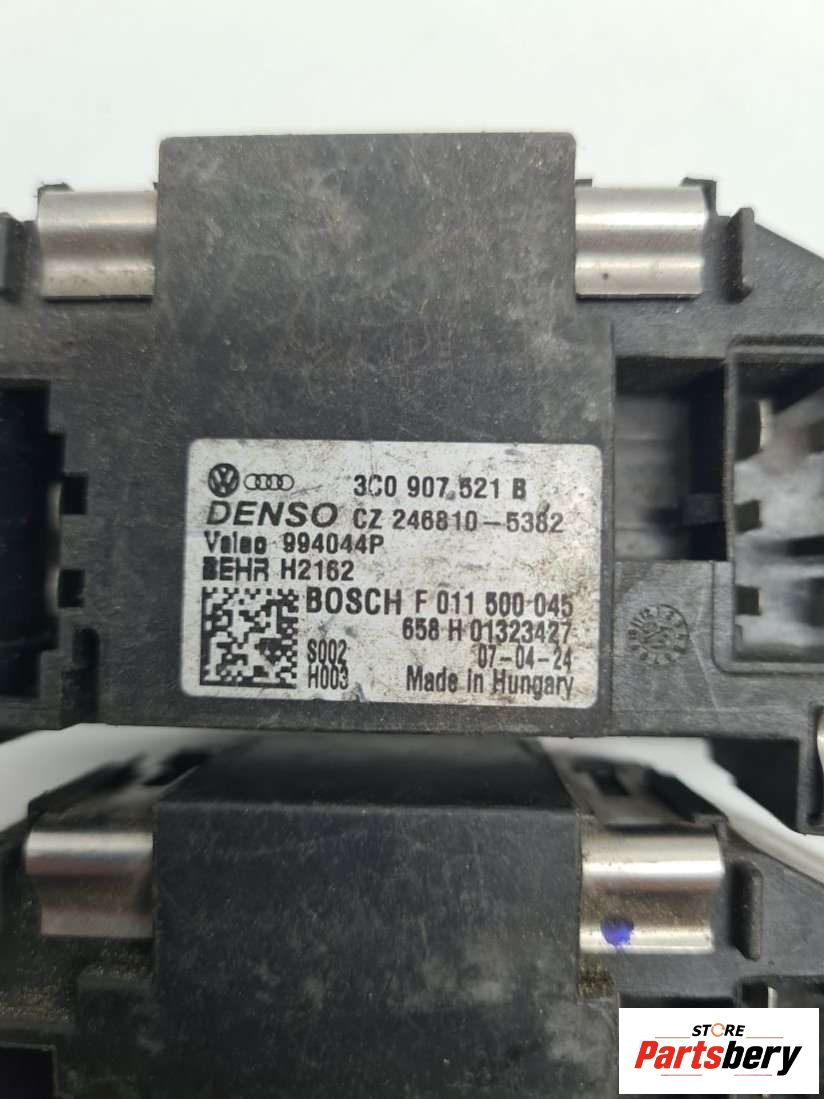 3C0 907 521 B
DENSO CZ 246810-5382
Valeo 994044P
BEHR H2162
BOSCH F 011 500 045
658 H 01323427
S002 07-04-24
H003 Made in Hungary
STORE
Partsbery